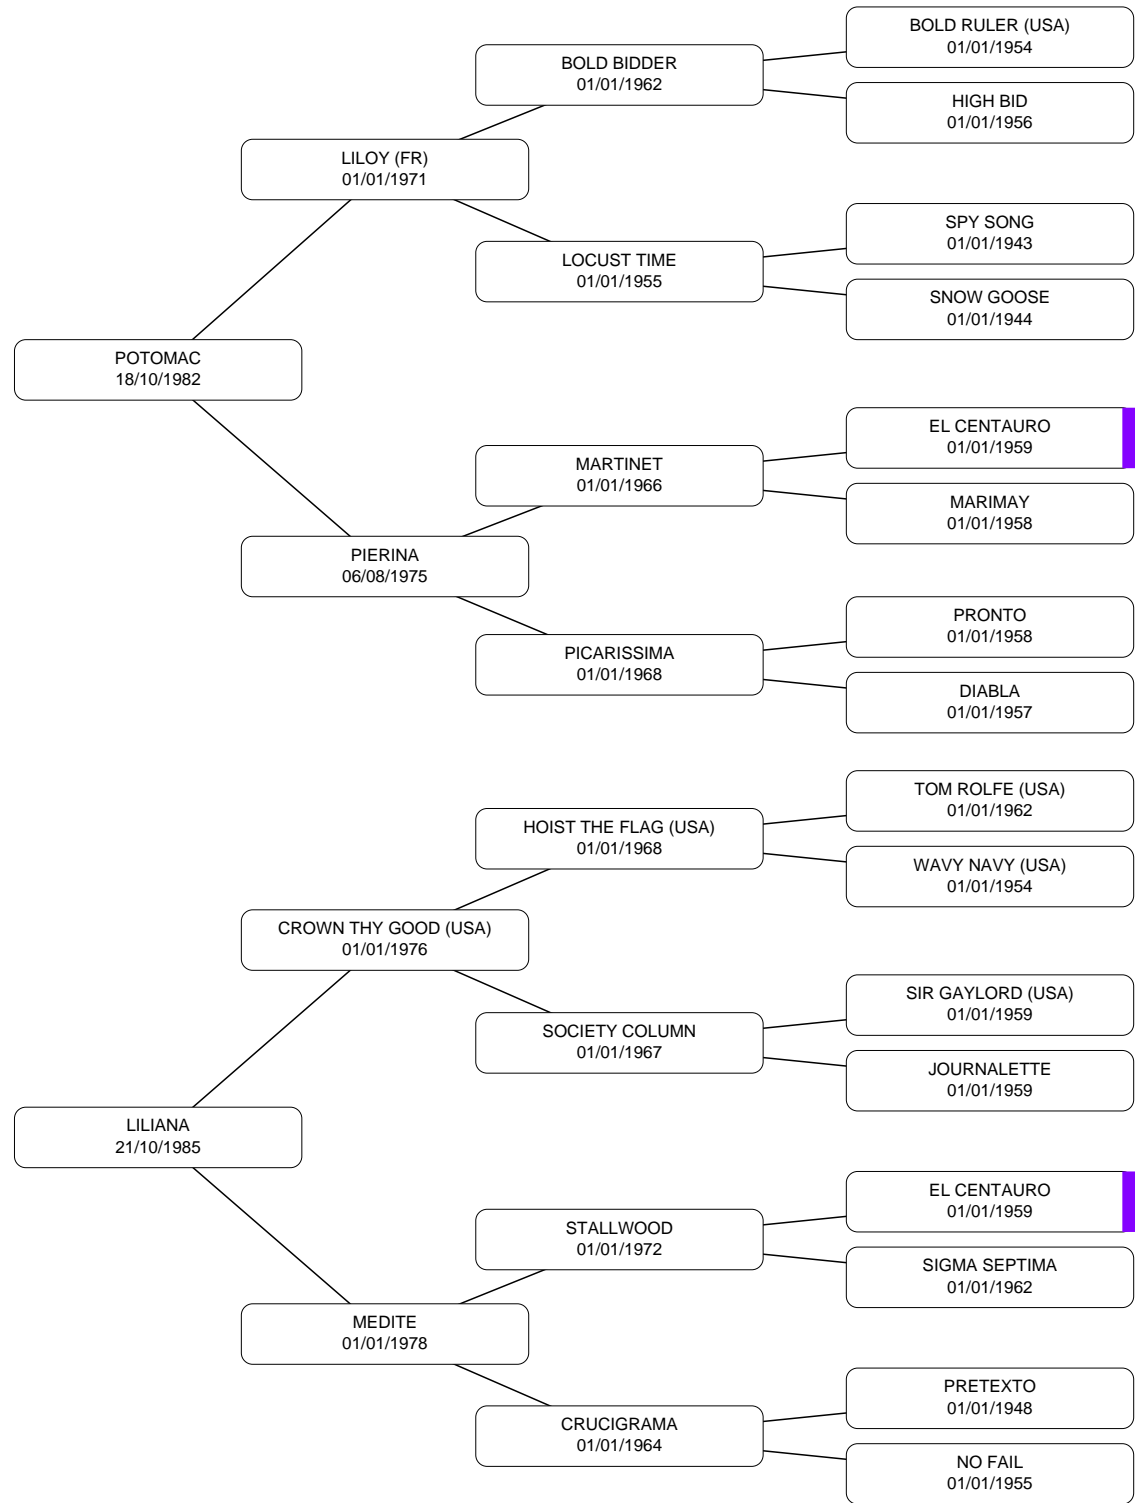 BOLD RULER (USA)
01/01/1954
BOLD BIDDER
01/01/1962
HIGH BID
01/01/1956
LILOY (FR)
01/01/1971
SPY SONG
01/01/1943
LOCUST TIME
01/01/1955
SNOW GOOSE
01/01/1944
POTOMAC
18/10/1982
EL CENTAURO
01/01/1959
MARTINET
01/01/1966
MARIMAY
01/01/1958
PIERINA
06/08/1975
PRONTO
01/01/1958
PICARISSIMA
01/01/1968
DIABLA
01/01/1957
TOM ROLFE (USA)
01/01/1962
HOIST THE FLAG (USA)
01/01/1968
WAVY NAVY (USA)
01/01/1954
CROWN THY GOOD (USA)
01/01/1976
SIR GAYLORD (USA)
01/01/1959
SOCIETY COLUMN
01/01/1967
JOURNALETTE
01/01/1959
LILIANA
21/10/1985
EL CENTAURO
01/01/1959
STALLWOOD
01/01/1972
SIGMA SEPTIMA
01/01/1962
MEDITE
01/01/1978
PRETEXTO
01/01/1948
CRUCIGRAMA
01/01/1964
NO FAIL
01/01/1955